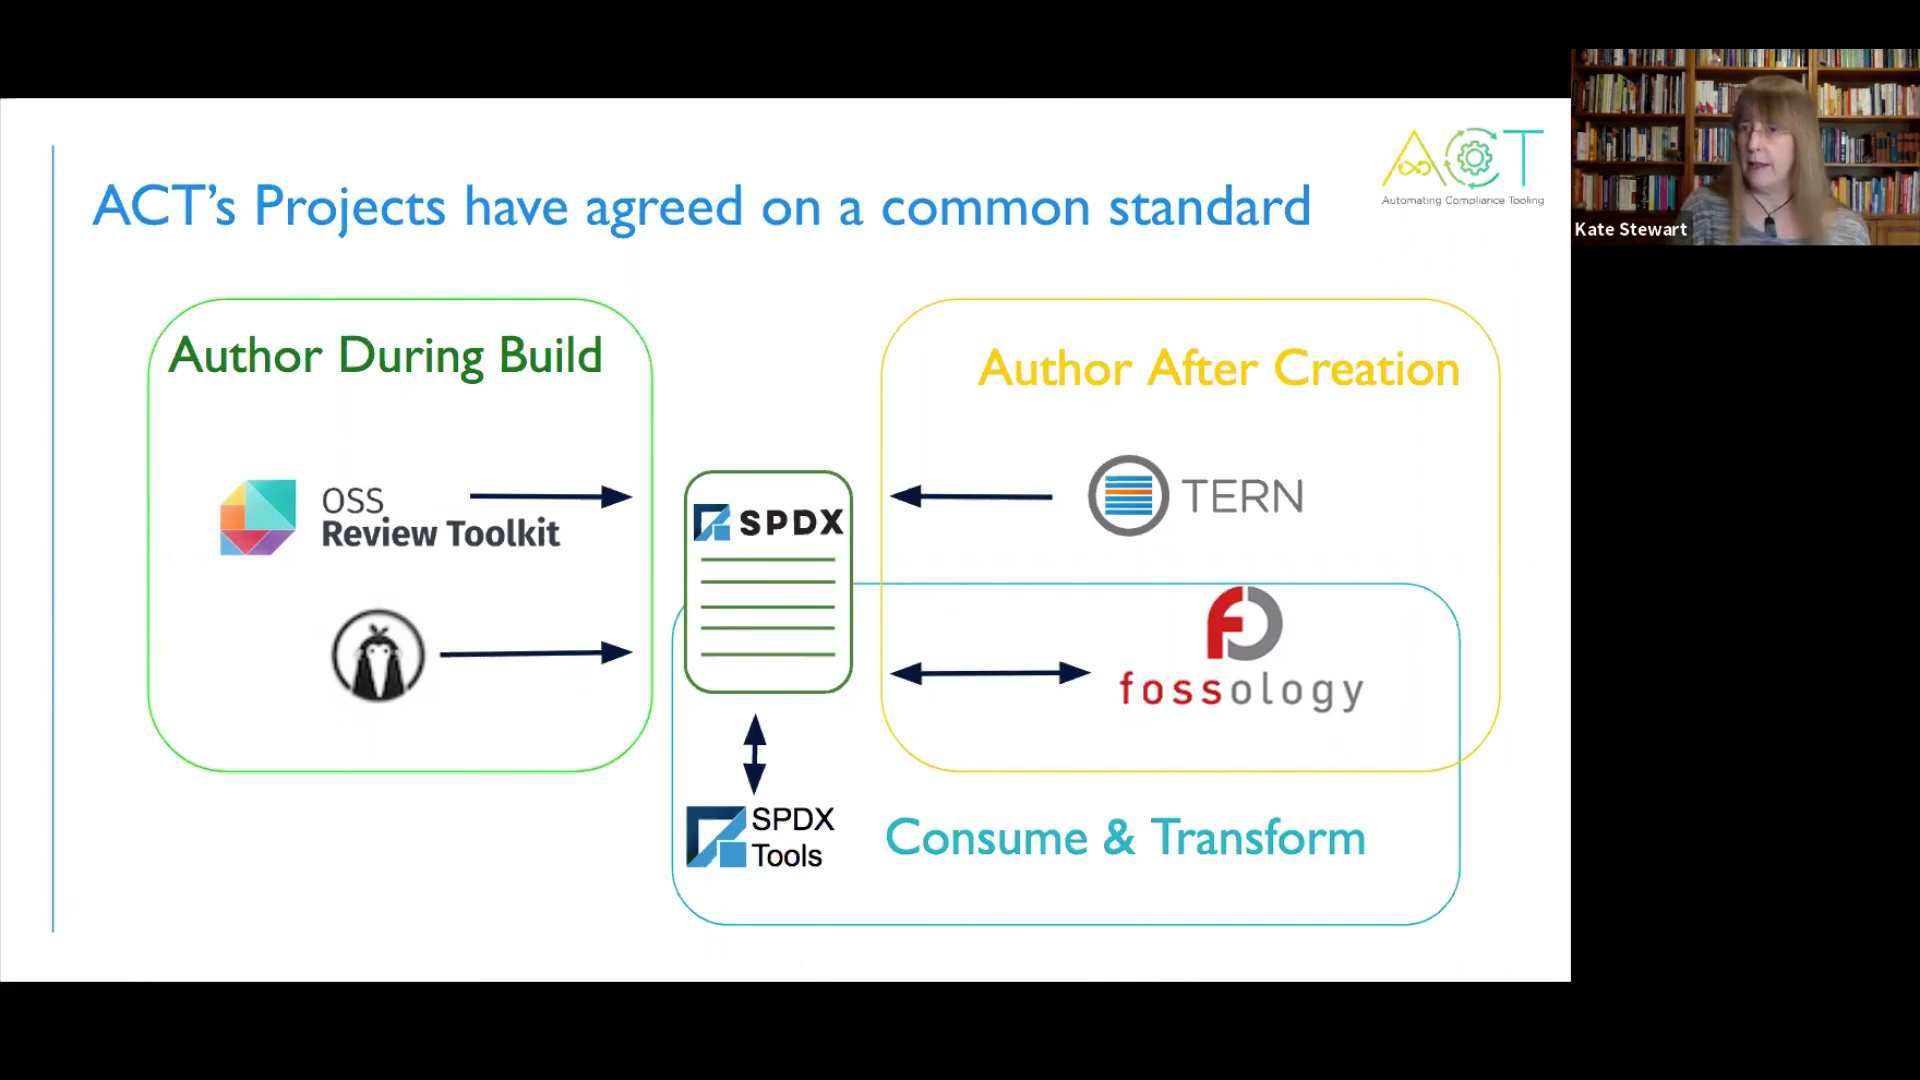 ACT’s Projects have agreed on a common standard
ACT
Automating Compliance Tooling
Kate Stewart
Author During Build
Author After Creation
OSS
Review Toolkit
SPDX
TERN
fossology
SPDX
Tools
Consume & Transform